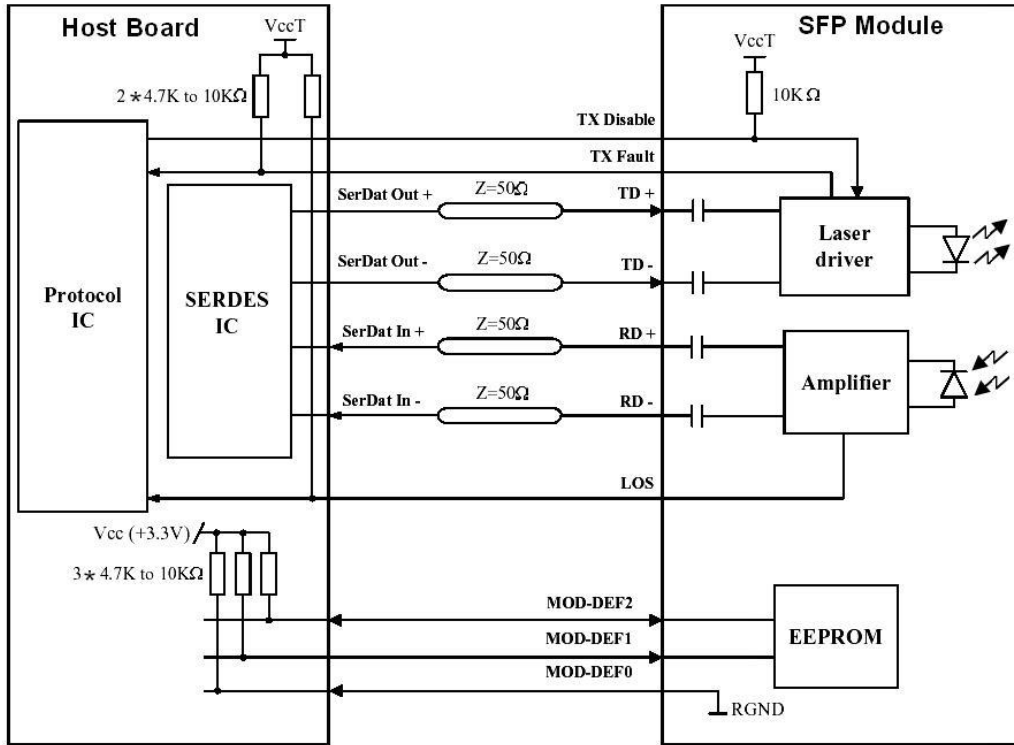 Host Board
SFP Module
VccT
VccT
2*4.7K to 10KΩ
10KΩ
TX Disable
TX Fault
SerDat Out +
Z=50Ω
TD +
SerDat Out -
Z=50Ω
TD -
Laser
driver
Protocol
IC
SERDES
IC
SerDat In +
Z=50Ω
RD +
SerDat In -
Z=50Ω
RD -
Amplifier
LOS
Vcc (+3.3V)
3*4.7K to 10KΩ
MOD-DEF2
MOD-DEF1
MOD-DEF0
EEPROM
RGND